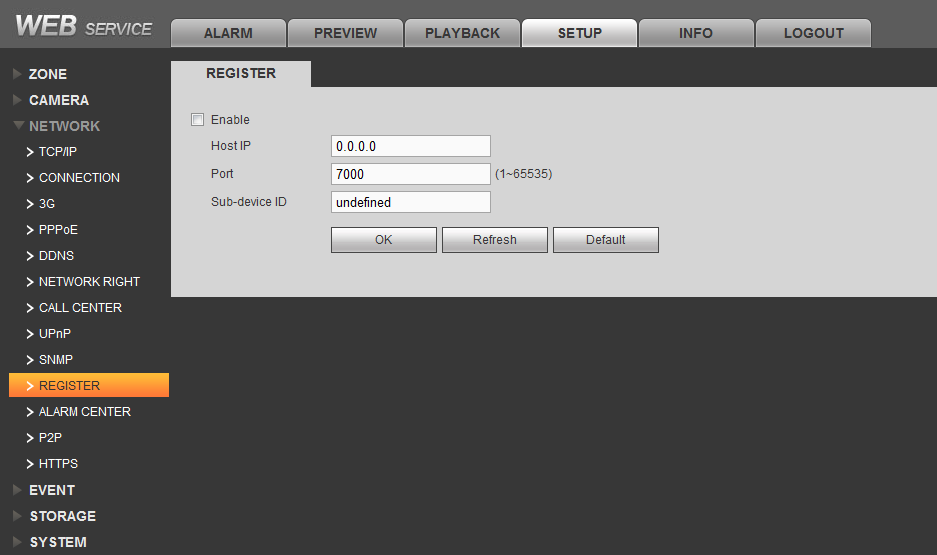 WEB SERVICE
ALARM PREVIEW PLAYBACK SETUP INFO LOGOUT
ZONE
CAMERA
NETWORK
TCP/IP
CONNECTION
3G
PPPoE
DDNS
NETWORK RIGHT
CALL CENTER
UPnP
SNMP
REGISTER
ALARM CENTER
P2P
HTTPS
EVENT
STORAGE
SYSTEM
REGISTER
Enable
Host IP 0.0.0.0
Port 7000 (1~65535)
Sub-device ID undefined
OK Refresh Default